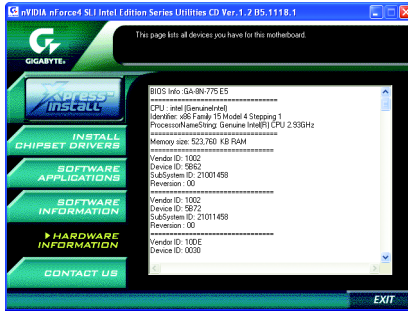 nVIDIA nForce4 SLI Intel Edition Series Utilities CD Ver.1.2 B5.1118.1
GIGABYTE
This page lists all devices you have for this motherboard.
Xpress
INSTALL
INSTALL
CHIPSET DRIVERS
SOFTWARE
APPLICATIONS
SOFTWARE
INFORMATION
HARDWARE
INFORMATION
CONTACT US
BIOS Info :GA-8N-775 E5
==================================
CPU : intel (GenuineIntel)
Identifier: x86 Family 15 Model 4 Stepping 1
ProcessorNameString: Genuine Intel(R) CPU 2.93GHz
==================================
Memory size: 523,760 KB RAM
==================================
Vendor ID: 1002
Device ID: 5B62
SubSystem ID: 21001458
Reversion : 00
==================================
Vendor ID: 1002
Device ID: 5B72
SubSystem ID: 21011458
Reversion : 00
==================================
Vendor ID: 10DE
Device ID: 0030
EXIT